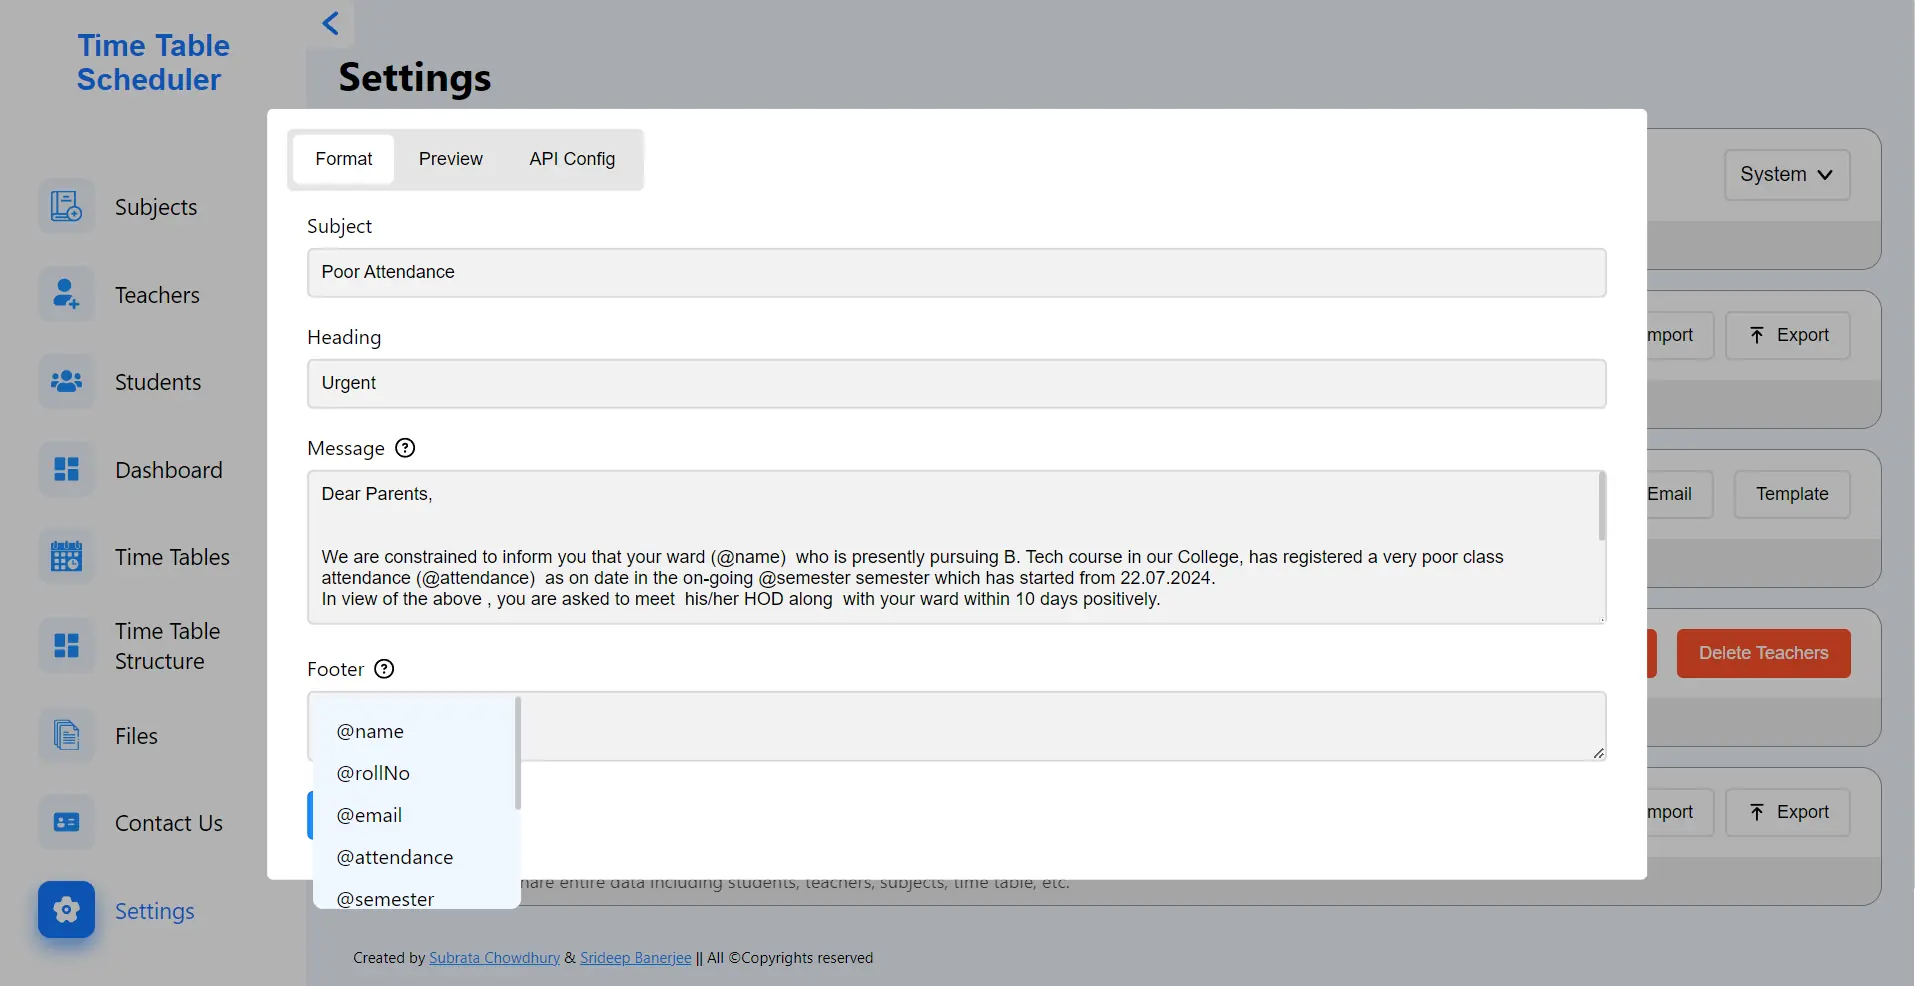 Time Table
Scheduler
Subjects
Teachers
Students
Dashboard
Time Tables
Time Table
Structure
Files
Contact Us
Settings
Settings
System
Format
Preview
API Config
Subject
Poor Attendance
Heading
Urgent
mport
Export
Message
Dear Parents,
We are constrained to inform you that your ward (@name)  who is presently pursuing B. Tech course in our College, has registered a very poor class
attendance (@attendance)  as on date in the on-going @semester semester which has started from 22.07.2024.
In view of the above , you are asked to meet  his/her HOD along  with your ward within 10 days positively.
Email
Template
Footer
Delete Teachers
@name
@rollNo
@email
@attendance
@semester
mport
Export
hare entire data including students, teachers, subjects, time table, etc.
Created by Subrata Chowdhury & Srideep Banerjee || All ©Copyrights reserved